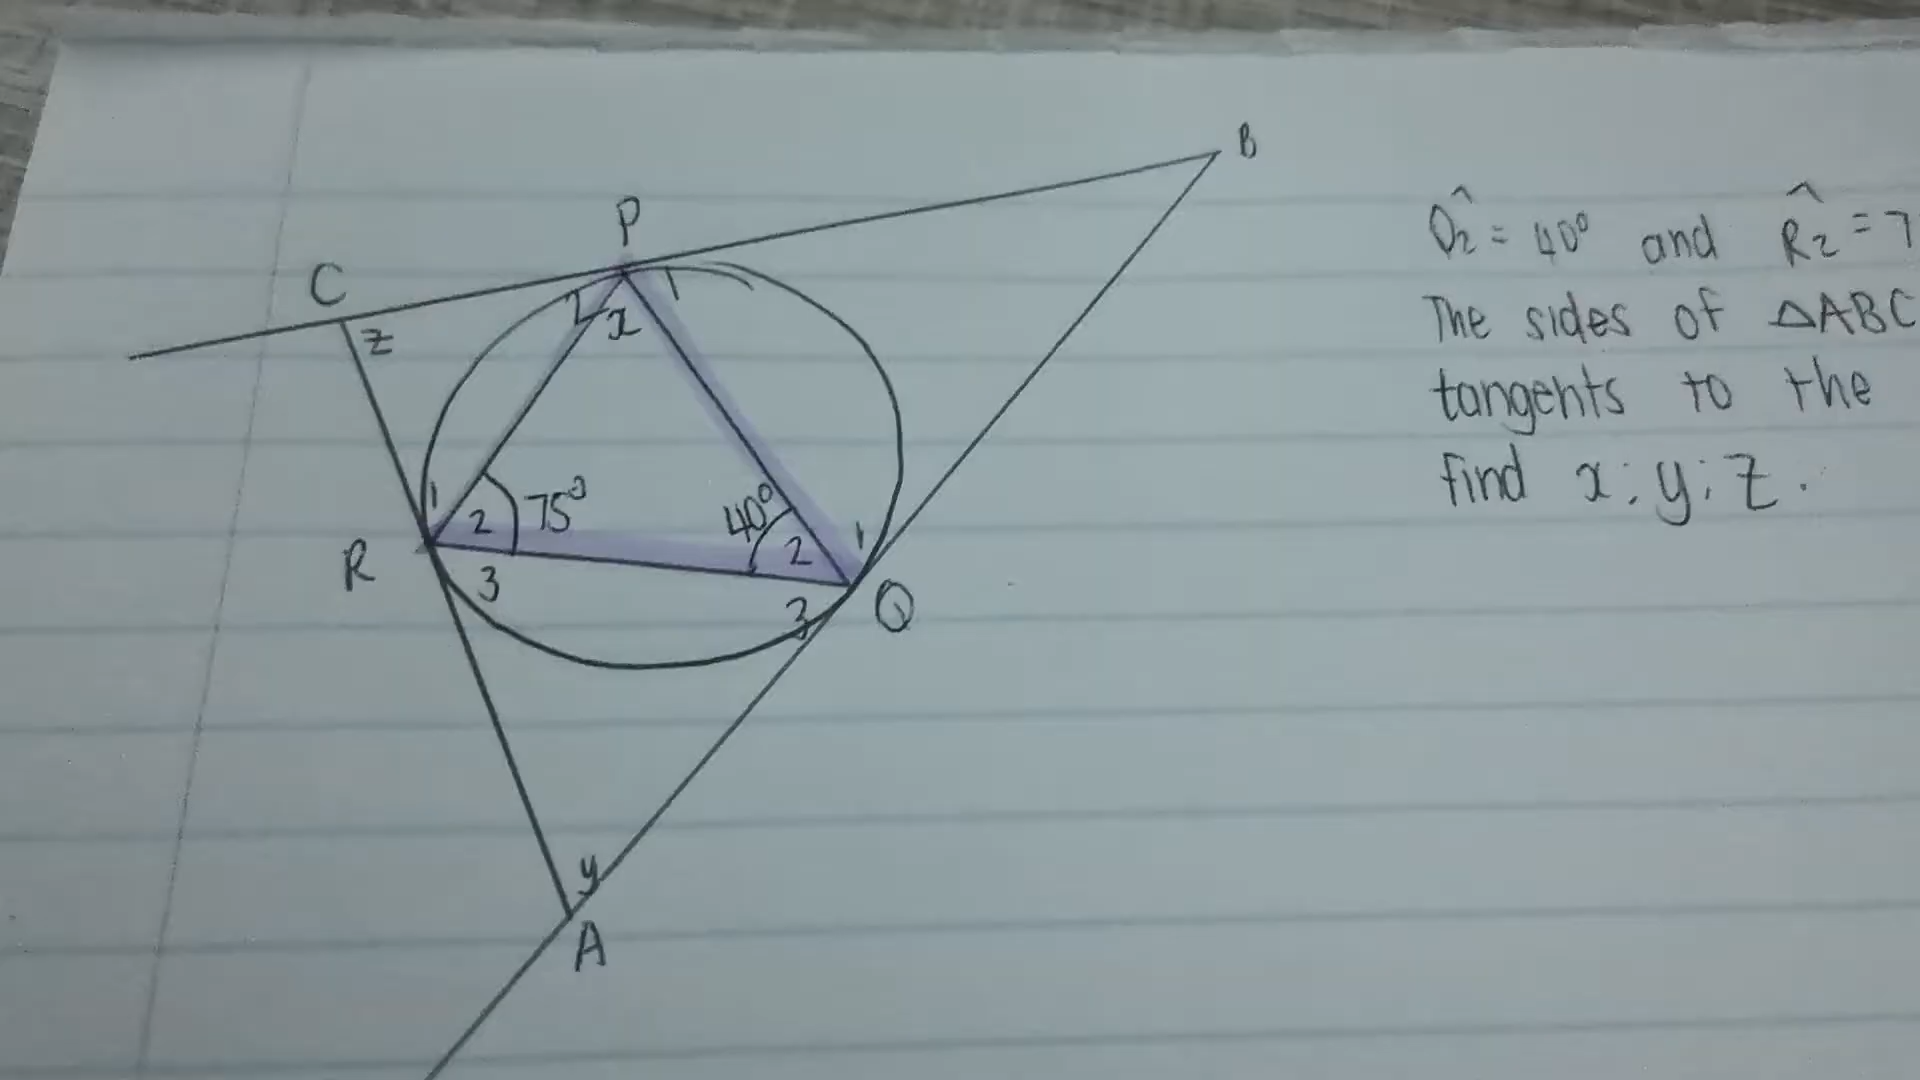 B
P
C
z
2
x
1
1
2
75°
40°
2
1
R
3
3
Q
y
A
Q̂2 = 40° and R̂2 = 7
The sides of △ABC
tangents to the
find x; y; z.